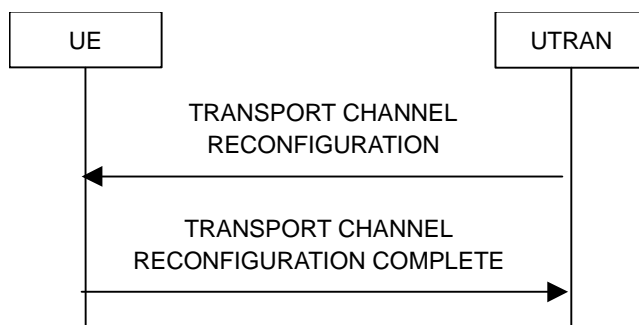 UE
UTRAN
TRANSPORT CHANNEL
RECONFIGURATION
TRANSPORT CHANNEL
RECONFIGURATION COMPLETE